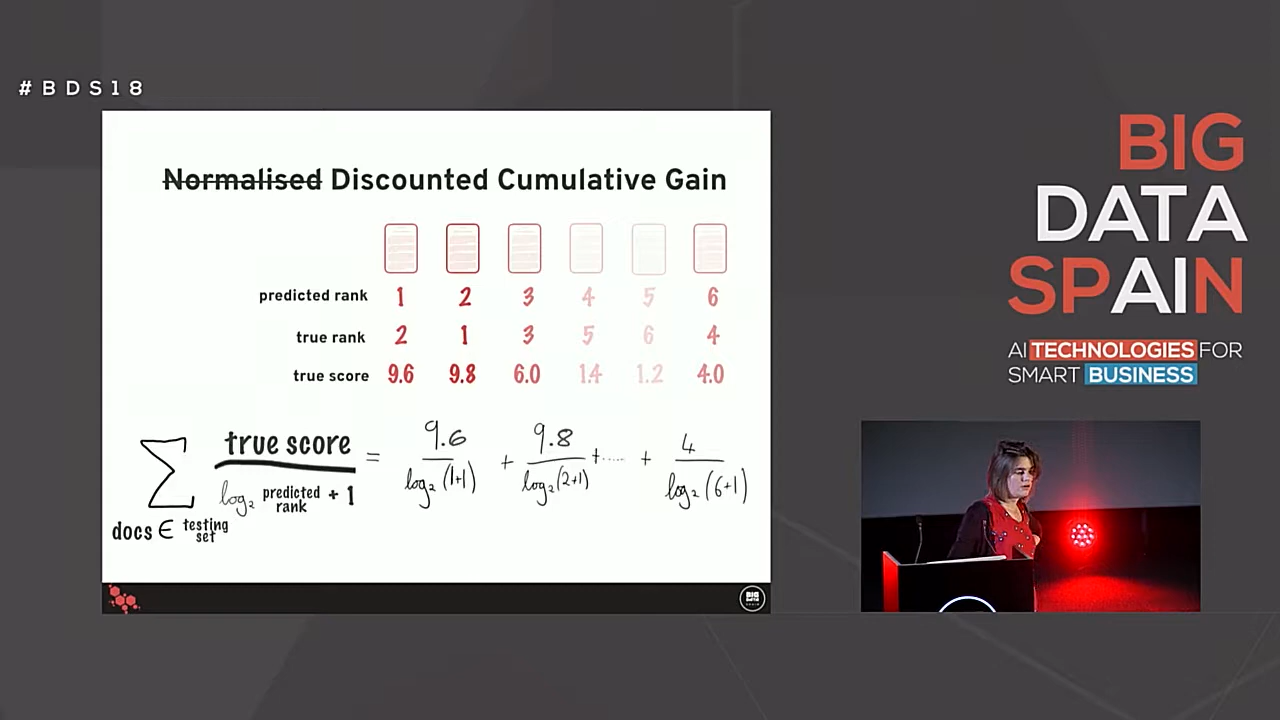 #BDS18
BIG
DATA
SPAIN
AI TECHNOLOGIES FOR
SMART BUSINESS
Normalised Discounted Cumulative Gain
predicted rank 1 2 3 4 5 6
true rank 2 1 3 5 6 4
true score 9.6 9.8 6.0 1.4 1.2 4.0
∑ docs ∈ testing set true score / log₂ predicted rank + 1 = 9.6 / log₂(1+1) + 9.8 / log₂(2+1) + ..... + 4 / log₂(6+1)
BIG
DATA
SPAIN